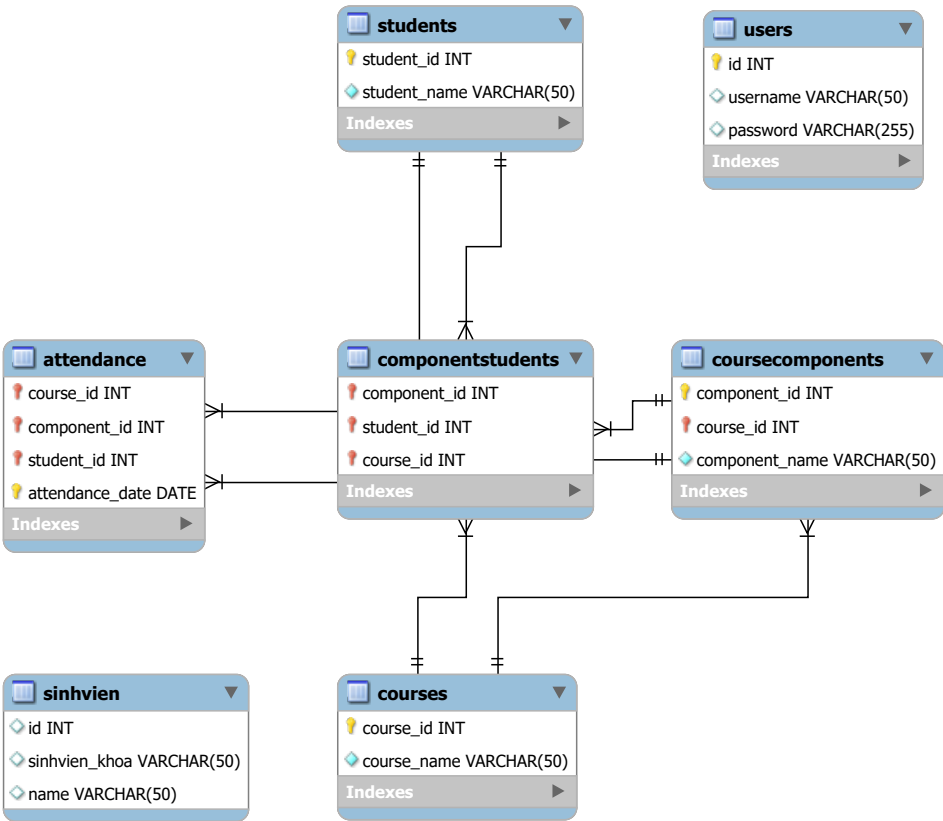 students
student_id INT
student_name VARCHAR(50)
Indexes
users
id INT
username VARCHAR(50)
password VARCHAR(255)
Indexes
attendance
course_id INT
component_id INT
student_id INT
attendance_date DATE
Indexes
componentstudents
component_id INT
student_id INT
course_id INT
Indexes
coursecomponents
component_id INT
course_id INT
component_name VARCHAR(50)
Indexes
sinhvien
id INT
sinhvien_khoa VARCHAR(50)
name VARCHAR(50)
courses
course_id INT
course_name VARCHAR(50)
Indexes